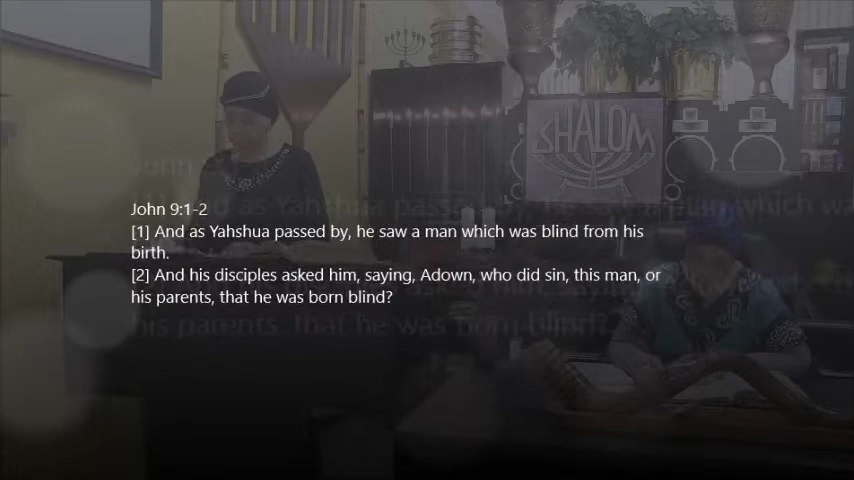 SHALOM
John 9:1-2
[1] And as Yahshua passed by, he saw a man which was blind from his
birth.
[2] And his disciples asked him, saying, Adown, who did sin, this man, or
his parents, that he was born blind?